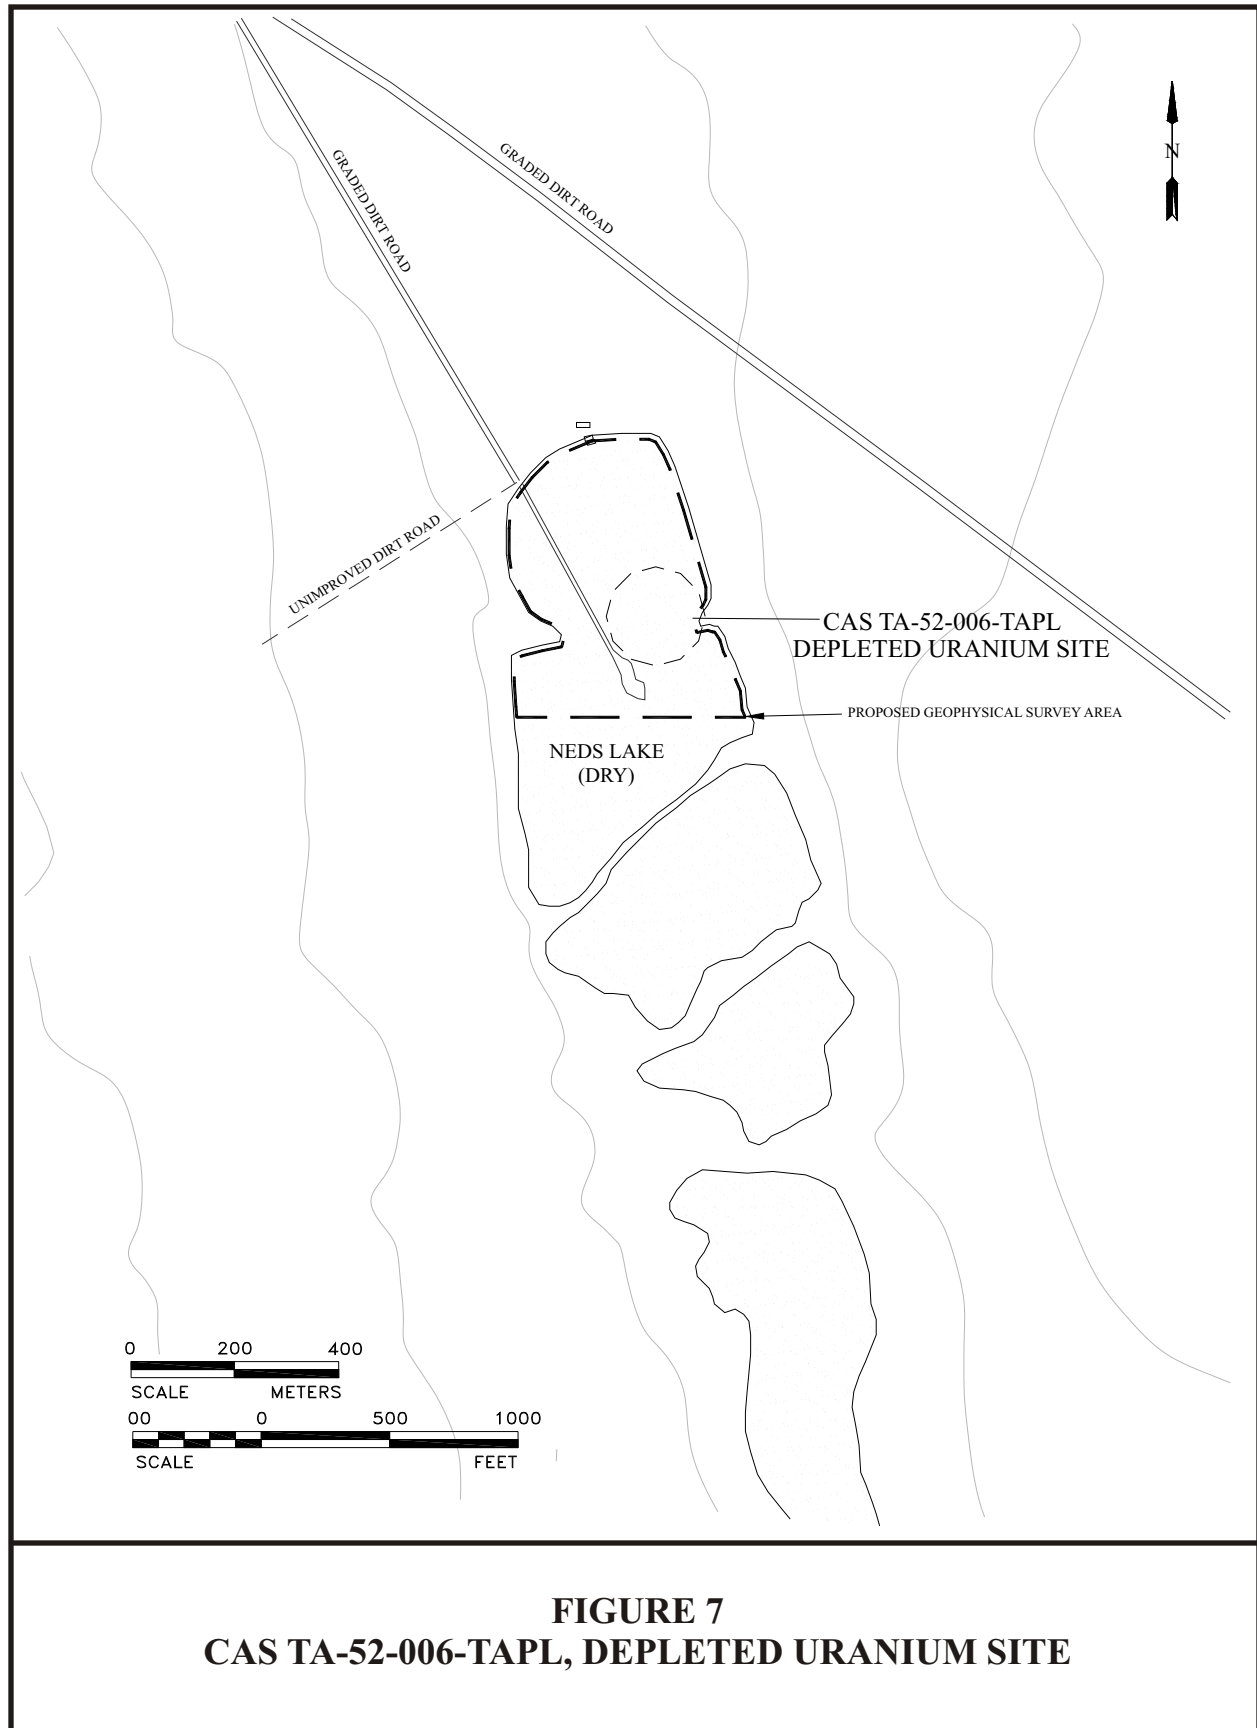 GRADED DIRT ROAD
GRADED DIRT ROAD
N
UNIMPROVED DIRT ROAD
CAS TA-52-006-TAPL
DEPLETED URANIUM SITE
PROPOSED GEOPHYSICAL SURVEY AREA
NEDS LAKE
(DRY)
0 200 400
SCALE METERS
00 0 500 1000
SCALE FEET
FIGURE 7
CAS TA-52-006-TAPL, DEPLETED URANIUM SITE